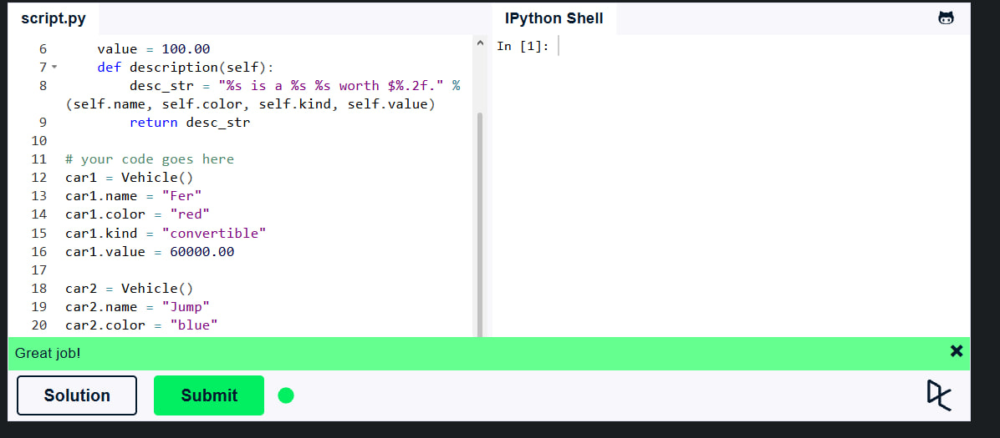 script.py
6 value = 100.00
7 def description(self):
8 desc_str = "%s is a %s %s worth $%.2f." %
(self.name, self.color, self.kind, self.value)
9 return desc_str
10
11 # your code goes here
12 car1 = Vehicle()
13 car1.name = "Fer"
14 car1.color = "red"
15 car1.kind = "convertible"
16 car1.value = 60000.00
17
18 car2 = Vehicle()
19 car2.name = "Jump"
20 car2.color = "blue"
IPython Shell
In [1]:
Great job!
Solution
Submit